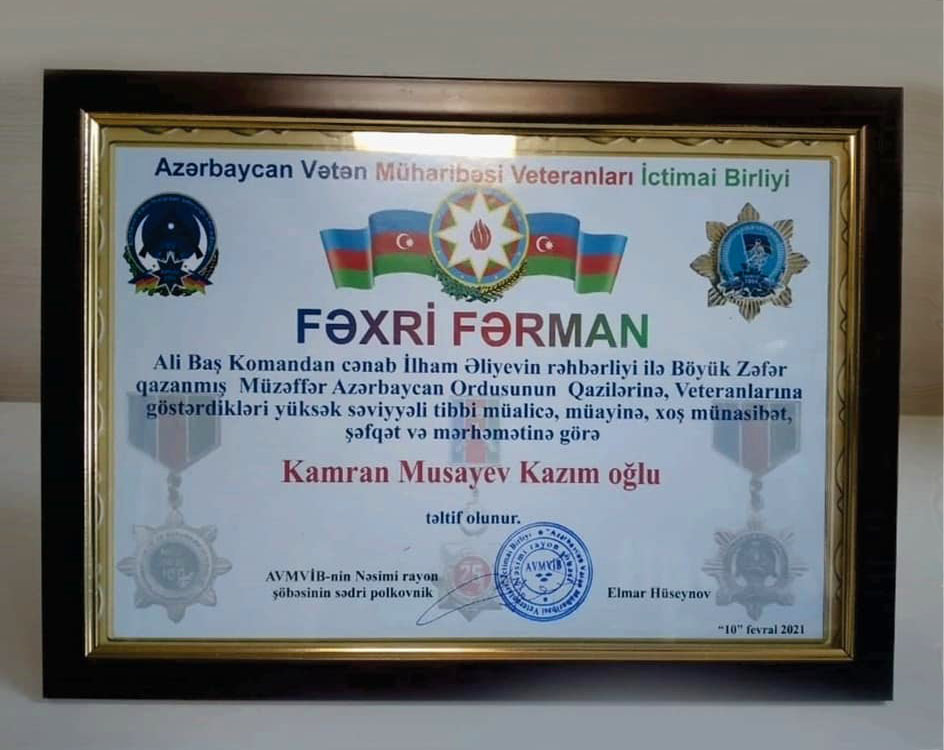 Azərbaycan Vətən Müharibəsi Veteranları İctimai Birliyi
FƏXRİ FƏRMAN
Ali Baş Komandan cənab İlham Əliyevin rəhbərliyi ilə Böyük Zəfər
qazanmış Müzəffər Azərbaycan Ordusunun Qazilərinə, Veteranlarına
göstərdikləri yüksək səviyyəli tibbi müalicə, müayinə, xoş münasibət,
şəfqət və mərhəmətinə görə
Kamran Musayev Kazım oğlu
təltif olunur.
AVMVİB-nin Nəsimi rayon
şöbəsinin sədri polkovnik
AVMVİB
25
Elmar Hüseynov
"10" fevral 2021